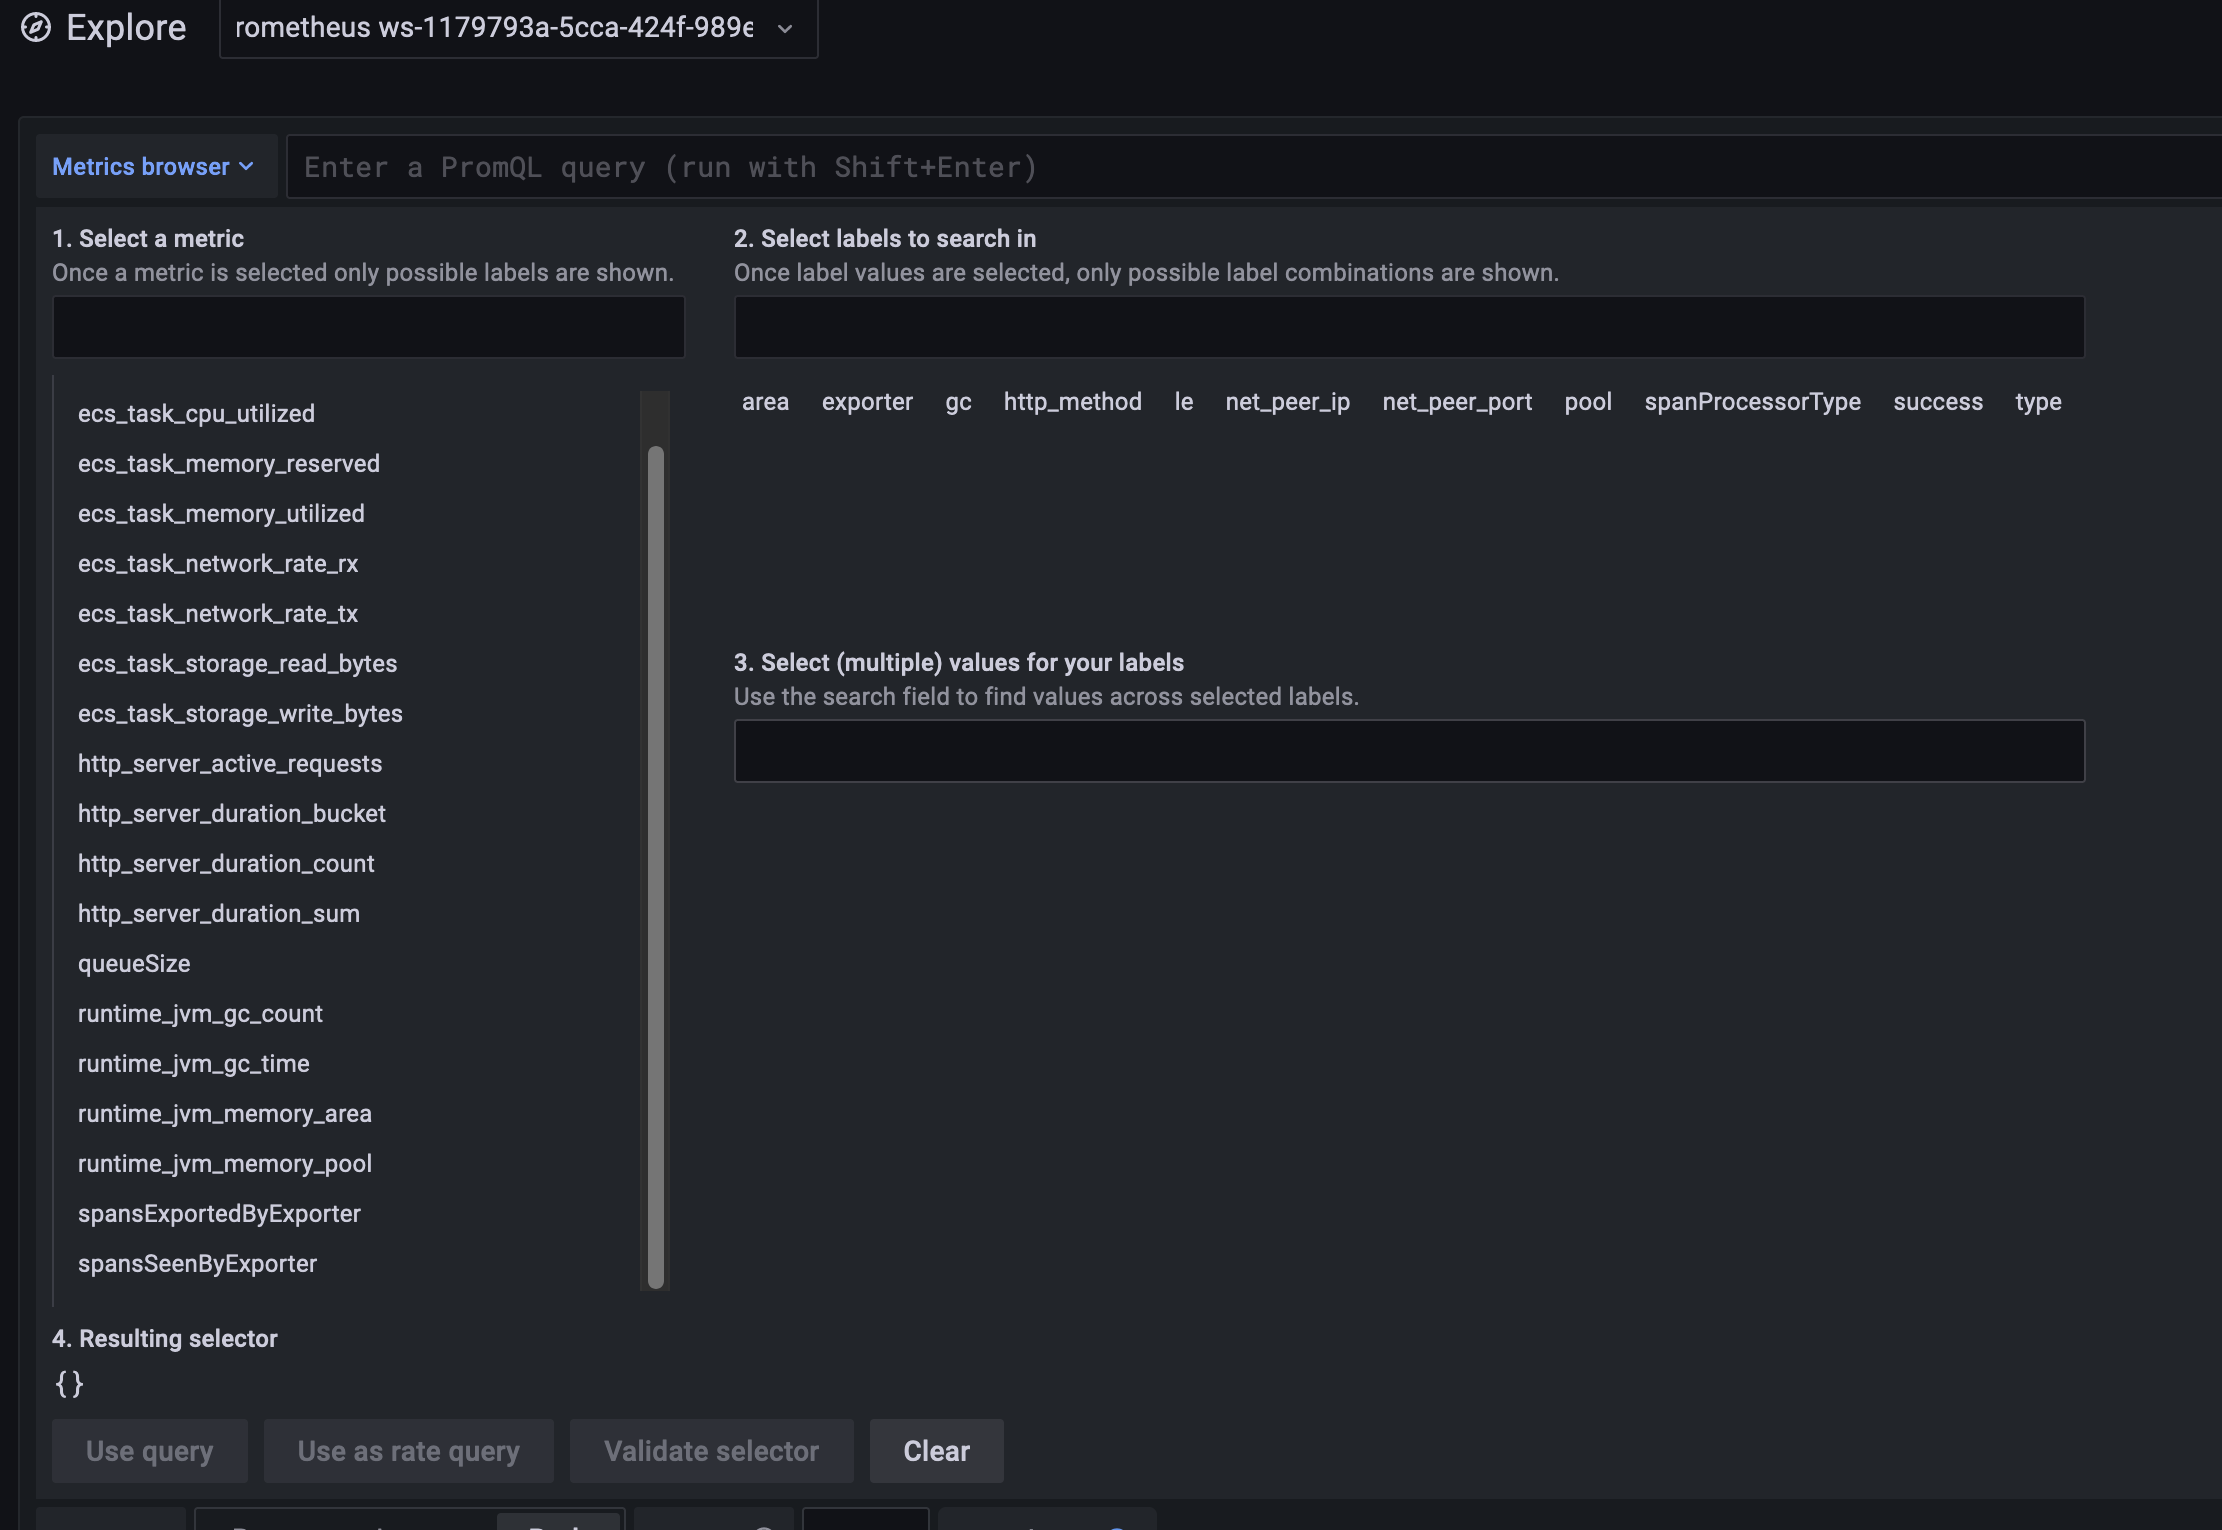 Explore
rometheus ws-1179793a-5cca-424f-989e
Metrics browser
Enter a PromQL query (run with Shift+Enter)
1. Select a metric
Once a metric is selected only possible labels are shown.
ecs_task_cpu_utilized
ecs_task_memory_reserved
ecs_task_memory_utilized
ecs_task_network_rate_rx
ecs_task_network_rate_tx
ecs_task_storage_read_bytes
ecs_task_storage_write_bytes
http_server_active_requests
http_server_duration_bucket
http_server_duration_count
http_server_duration_sum
queueSize
runtime_jvm_gc_count
runtime_jvm_gc_time
runtime_jvm_memory_area
runtime_jvm_memory_pool
spansExportedByExporter
spansSeenByExporter
2. Select labels to search in
Once label values are selected, only possible label combinations are shown.
area exporter gc http_method le net_peer_ip net_peer_port pool spanProcessorType success type
3. Select (multiple) values for your labels
Use the search field to find values across selected labels.
4. Resulting selector
{}
Use query Use as rate query Validate selector Clear